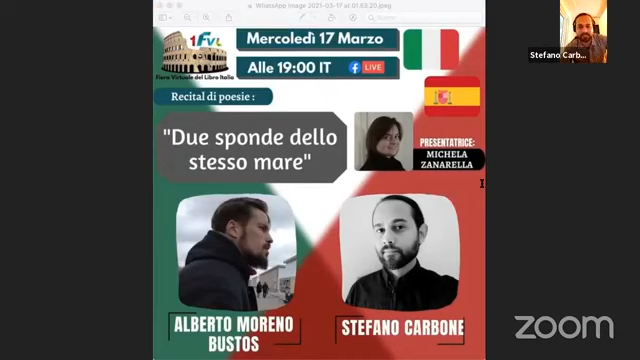 WhatsApp Image 2021-03-17 at 01.53.20.jpeg
1FVL
Fiera Virtuale del Libro Italia
Mercoledì 17 Marzo
Alle 19:00 IT
LIVE
Recital di poesie :
"Due sponde dello
stesso mare"
PRESENTATRICE:
MICHELA
ZANARELLA
ALBERTO MORENO
BUSTOS
STEFANO CARBONE
Stefano Carb...
zoom